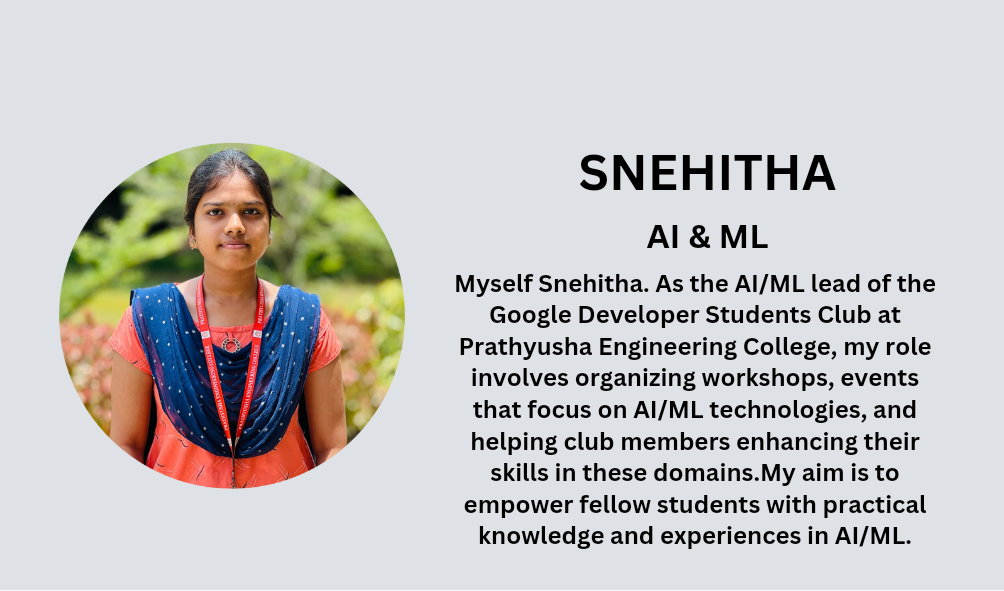 SNEHITHA
AI & ML
Myself Snehitha. As the AI/ML lead of the
Google Developer Students Club at
Prathyusha Engineering College, my role
involves organizing workshops, events
that focus on AI/ML technologies, and
helping club members enhancing their
skills in these domains.My aim is to
empower fellow students with practical
knowledge and experiences in AI/ML.